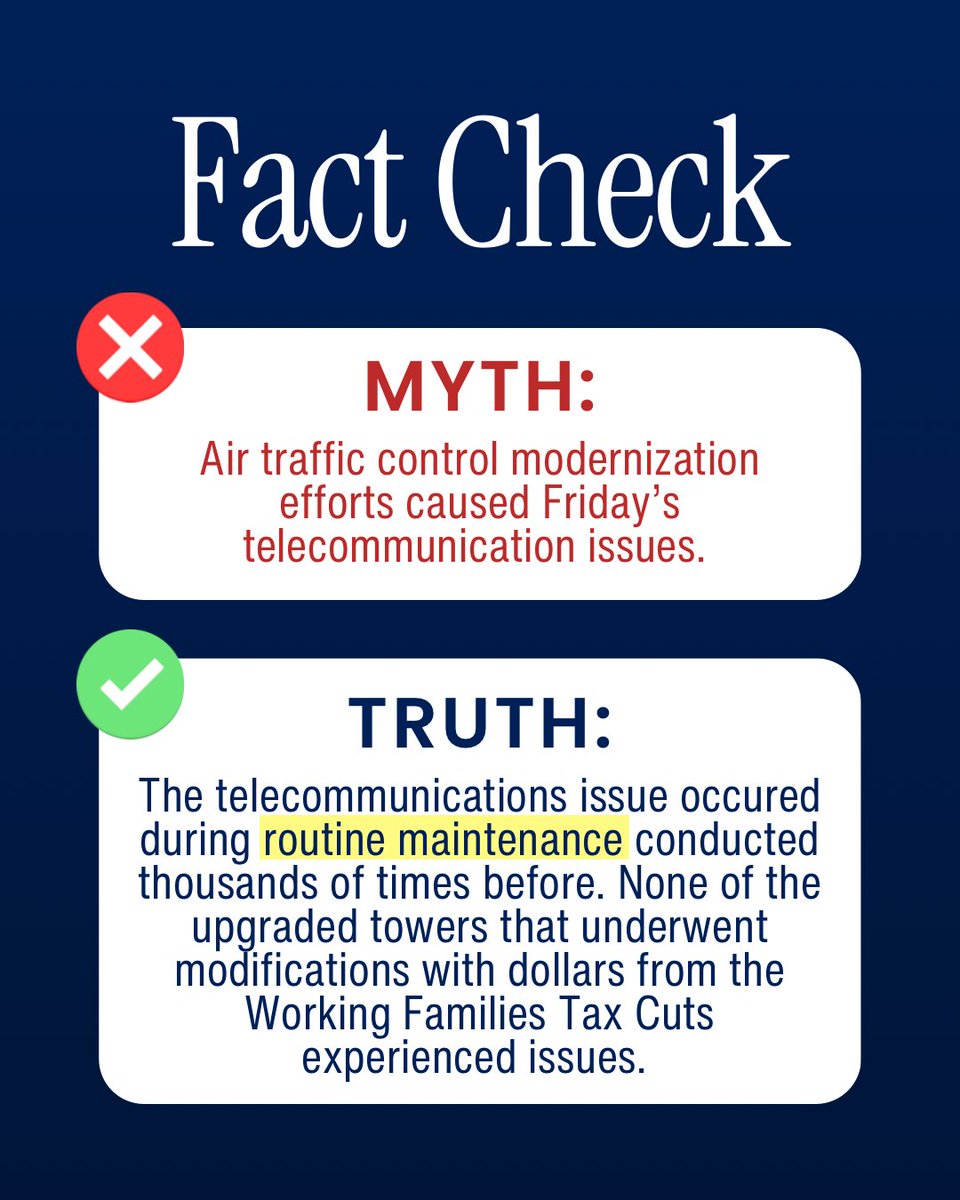 Fact Check
MYTH:
Air traffic control modernization
efforts caused Friday’s
telecommunication issues.
TRUTH:
The telecommunications issue occured
during routine maintenance conducted
thousands of times before. None of the
upgraded towers that underwent
modifications with dollars from the
Working Families Tax Cuts
experienced issues.